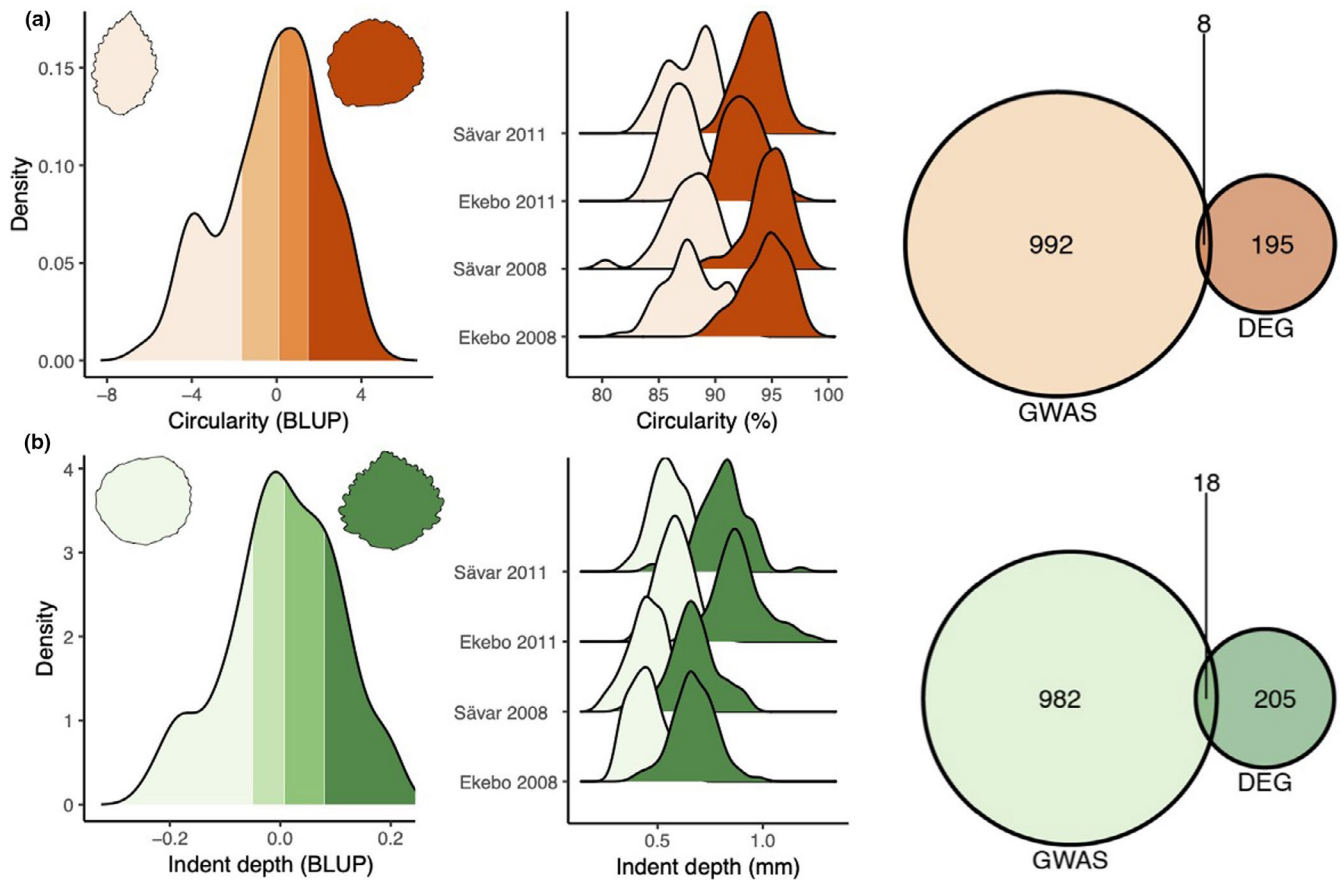 (a)
Density
0.15
0.10
0.05
0.00
−8 −4 0 4
Circularity (BLUP)
Sävar 2011
Ekebo 2011
Sävar 2008
Ekebo 2008
80 85 90 95 100
Circularity (%)
8
992
195
DEG
GWAS
(b)
Density
4
3
2
1
0
−0.2 0.0 0.2
Indent depth (BLUP)
Sävar 2011
Ekebo 2011
Sävar 2008
Ekebo 2008
0.5 1.0
Indent depth (mm)
18
982
205
DEG
GWAS